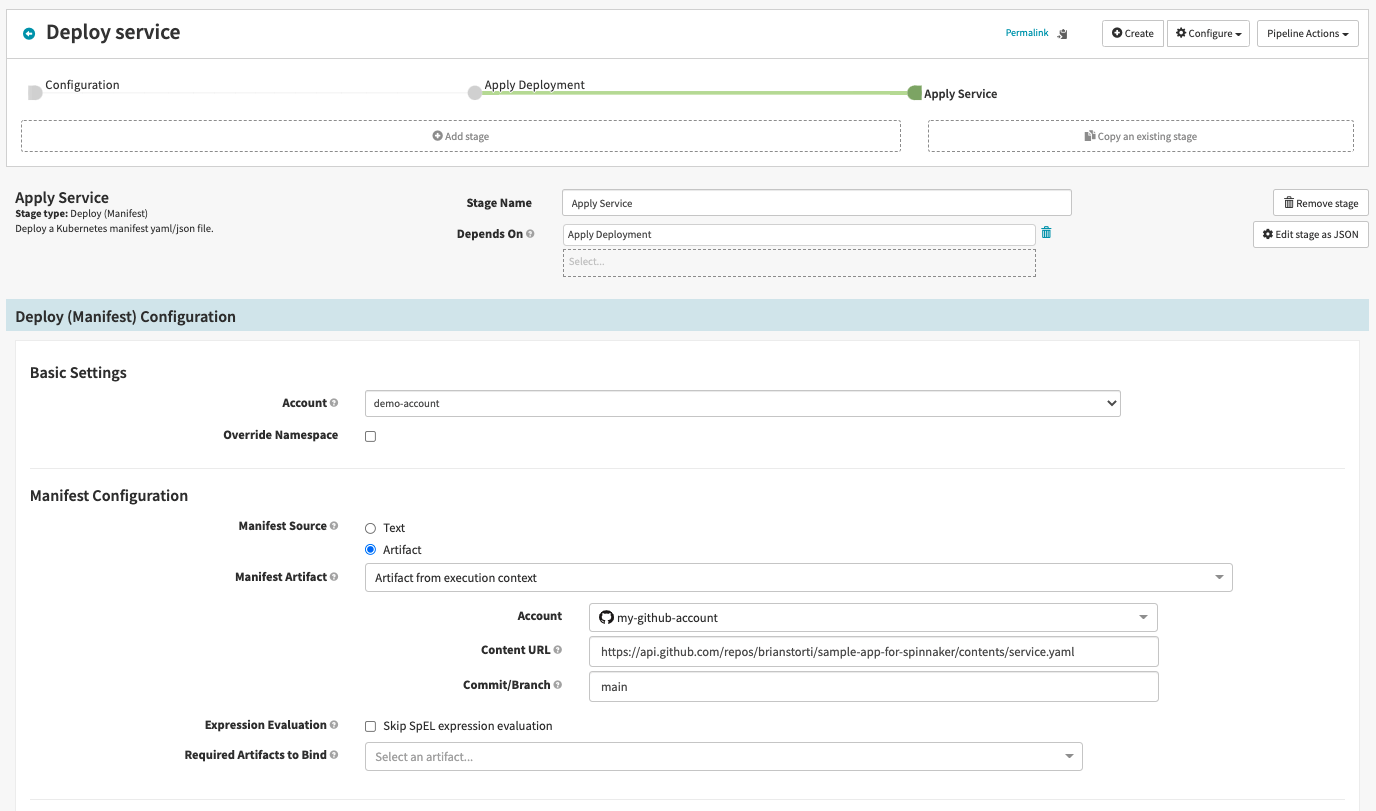 Deploy service
Permalink
Create
Configure
Pipeline Actions
Configuration
Apply Deployment
Apply Service
Add stage
Copy an existing stage
Apply Service
Stage type: Deploy (Manifest)
Deploy a Kubernetes manifest yaml/json file.
Stage Name
Apply Service
Remove stage
Depends On
Apply Deployment
Edit stage as JSON
Select...
Deploy (Manifest) Configuration
Basic Settings
Account
demo-account
Override Namespace
Manifest Configuration
Manifest Source
Text
Artifact
Manifest Artifact
Artifact from execution context
Account
my-github-account
Content URL
https://api.github.com/repos/brianstorti/sample-app-for-spinnaker/contents/service.yaml
Commit/Branch
main
Expression Evaluation
Skip SpEL expression evaluation
Required Artifacts to Bind
Select an artifact...